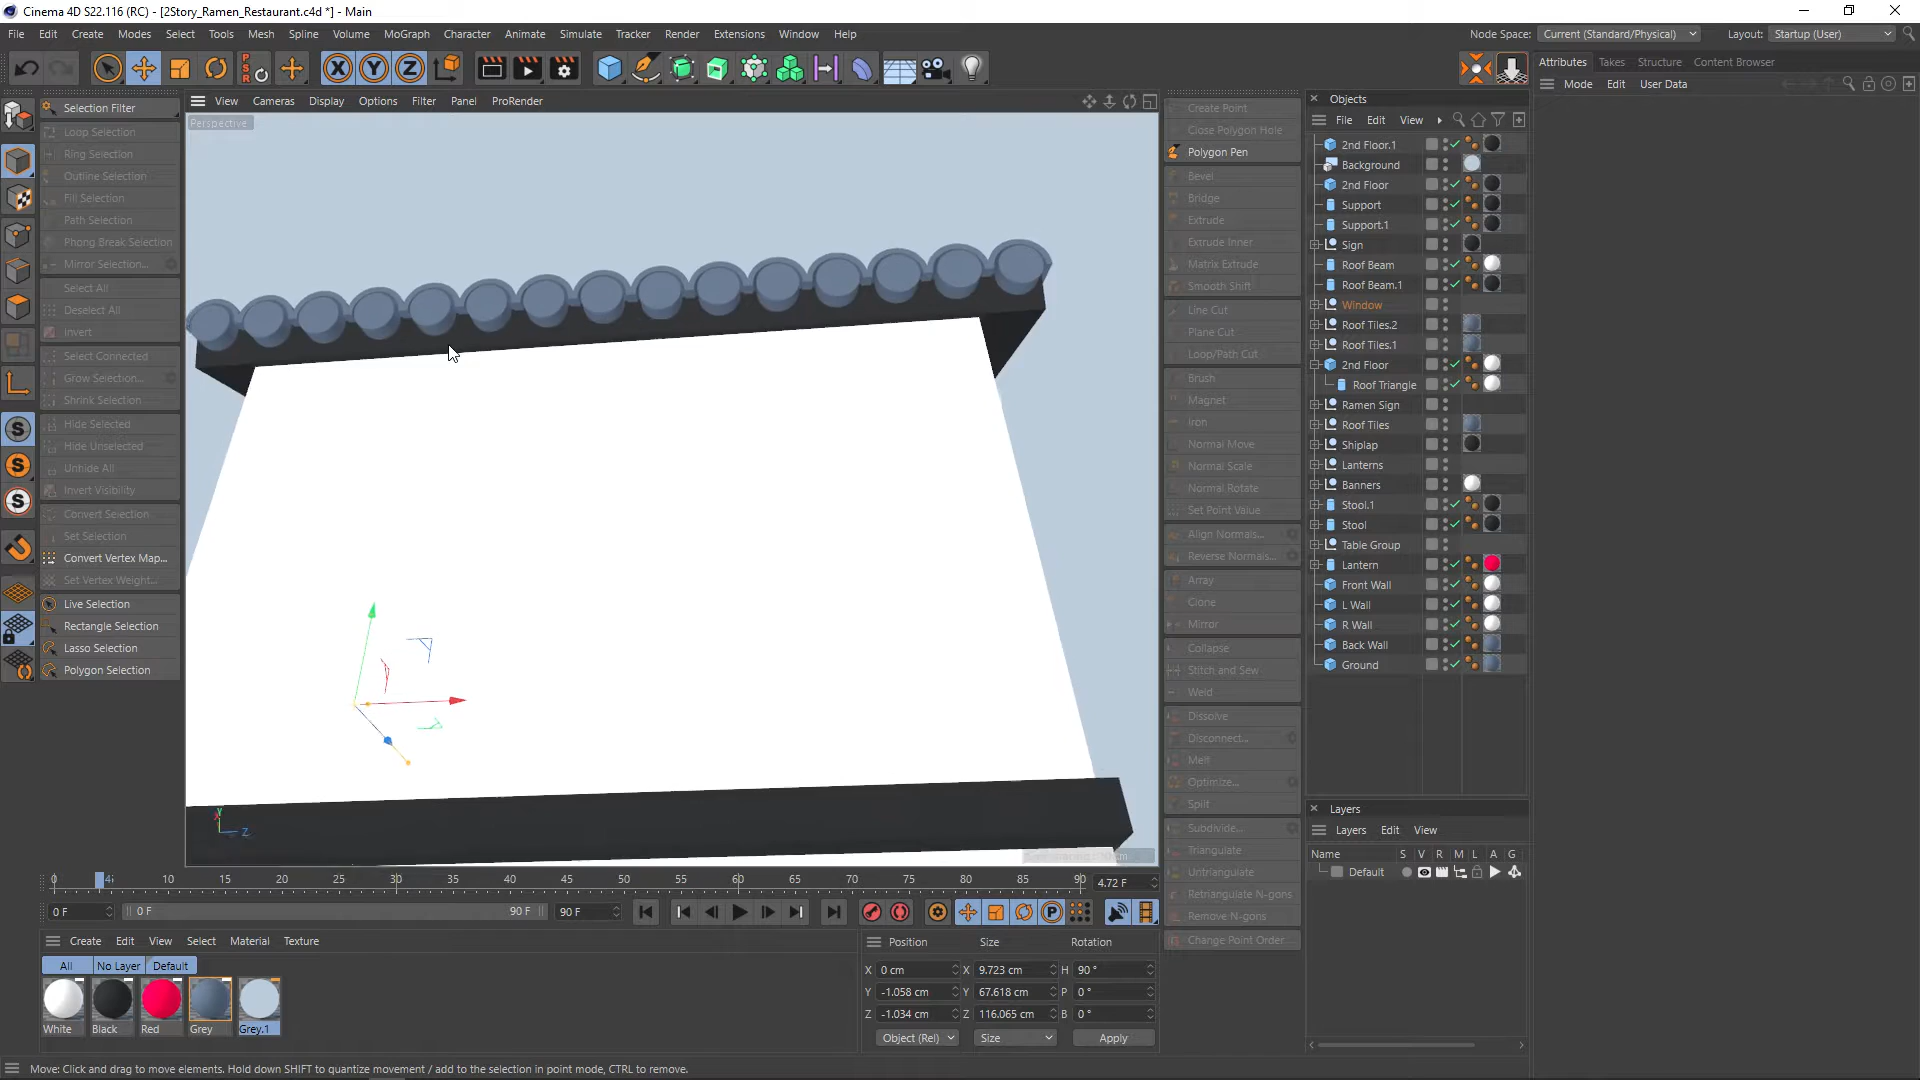 Cinema 4D S22.116 (RC) - [2Story_Ramen_Restaurant.c4d *] - Main
File Edit Create Modes Select Tools Mesh Spline Volume MoGraph Character Animate Simulate Tracker Render Extensions Window Help
Node Space: Current (Standard/Physical) Layout: Startup (User)
PSR X Y Z
Attributes Takes Structure Content Browser
Mode Edit User Data
View Cameras Display Options Filter Panel ProRender
Perspective
Selection Filter
Loop Selection
Ring Selection
Outline Selection
Fill Selection
Path Selection
Phong Break Selection
Mirror Selection...
Select All
Deselect All
Invert
Select Connected
Grow Selection...
Shrink Selection
Hide Selected
Hide Unselected
Unhide All
Invert Visibility
Convert Selection
Set Selection
Convert Vertex Map...
Set Vertex Weight...
Live Selection
Rectangle Selection
Lasso Selection
Polygon Selection
Create Point
Close Polygon Hole
Polygon Pen
Bevel
Bridge
Extrude
Extrude Inner
Matrix Extrude
Smooth Shift
Line Cut
Plane Cut
Loop/Path Cut
Brush
Magnet
Iron
Normal Move
Normal Scale
Normal Rotate
Set Point Value
Align Normals...
Reverse Normals...
Array
Clone
Mirror
Collapse
Stitch and Sew
Weld
Dissolve
Disconnect...
Melt
Optimize...
Split
Subdivide...
Triangulate
Untriangulate
Retriangulate N-gons
Remove N-gons
Change Point Order...
Objects
File Edit View
2nd Floor.1
Background
2nd Floor
Support
Support.1
Sign
Roof Beam
Roof Beam.1
Window
Roof Tiles.2
Roof Tiles.1
2nd Floor
Roof Triangle
Ramen Sign
Roof Tiles
Shiplap
Lanterns
Banners
Stool.1
Stool
Table Group
Lantern
Front Wall
L Wall
R Wall
Back Wall
Ground
Layers
Layers Edit View
Name S V R M L A G
Default
Y X Z
0 4 10 15 20 25 30 35 40 45 50 55 60 65 70 75 80 85 90 4.72 F
0 F 0 F 90 F 90 F
Create Edit View Select Material Texture
All No Layer Default
White Black Red Grey Grey.1
Position Size Rotation
X 0 cm X 9.723 cm H 90 °
Y -1.058 cm Y 67.618 cm P 0 °
Z -1.034 cm Z 116.065 cm B 0 °
Object (Rel) Size Apply
Move: Click and drag to move elements. Hold down SHIFT to quantize movement / add to the selection in point mode, CTRL to remove.